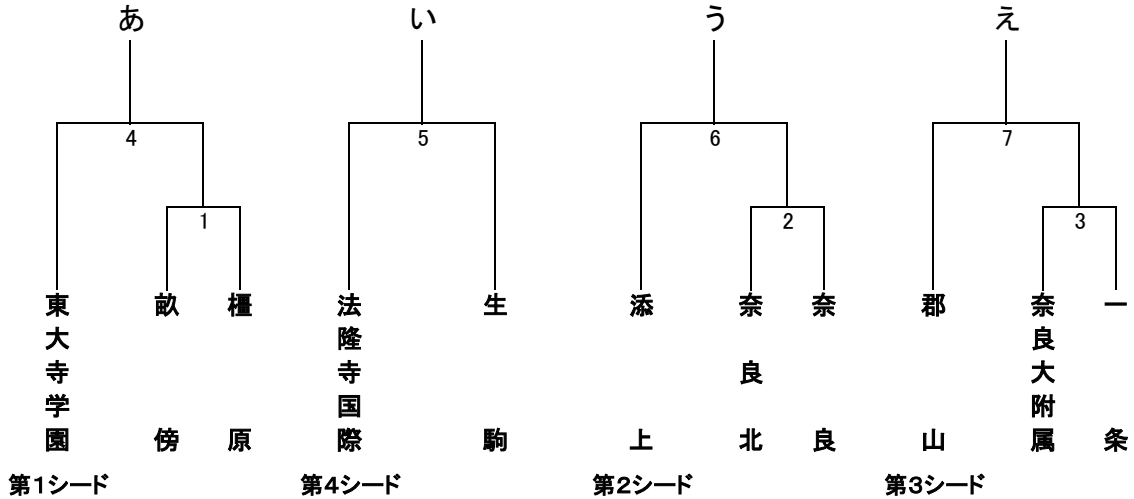 あ
い
う
え
4
5
6
7
1
2
3
東大寺学園
畝傍
橿原
法隆寺国際
生駒
添上
奈良北
奈良
郡山
奈良大附属
一条
第1シード
第4シード
第2シード
第3シード